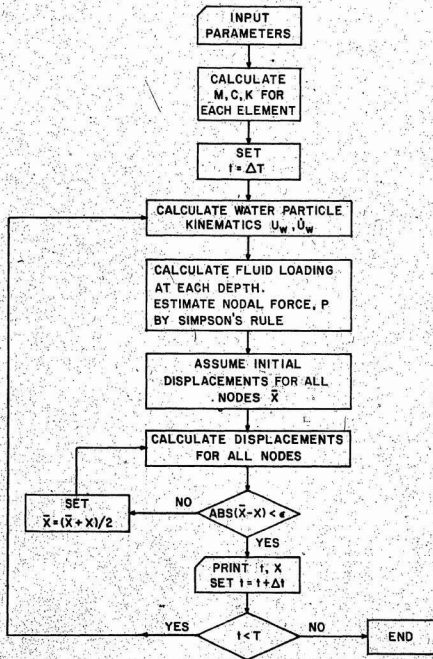 INPUT
PARAMETERS
CALCULATE
M, C, K FOR
EACH ELEMENT
SET
t = ΔT
CALCULATE WATER PARTICLE
KINEMATICS U_w, U̇_w
CALCULATE FLUID LOADING
AT EACH DEPTH.
ESTIMATE NODAL FORCE, P
BY SIMPSON'S RULE
ASSUME INITIAL
DISPLACEMENTS FOR ALL
NODES X̄
CALCULATE DISPLACEMENTS
FOR ALL NODES
SET
X̄ = (X̄ + X)/2
NO
ABS(X̄-X) < ε
YES
PRINT t, X
SET t = t + Δt
YES
t < T
NO
END